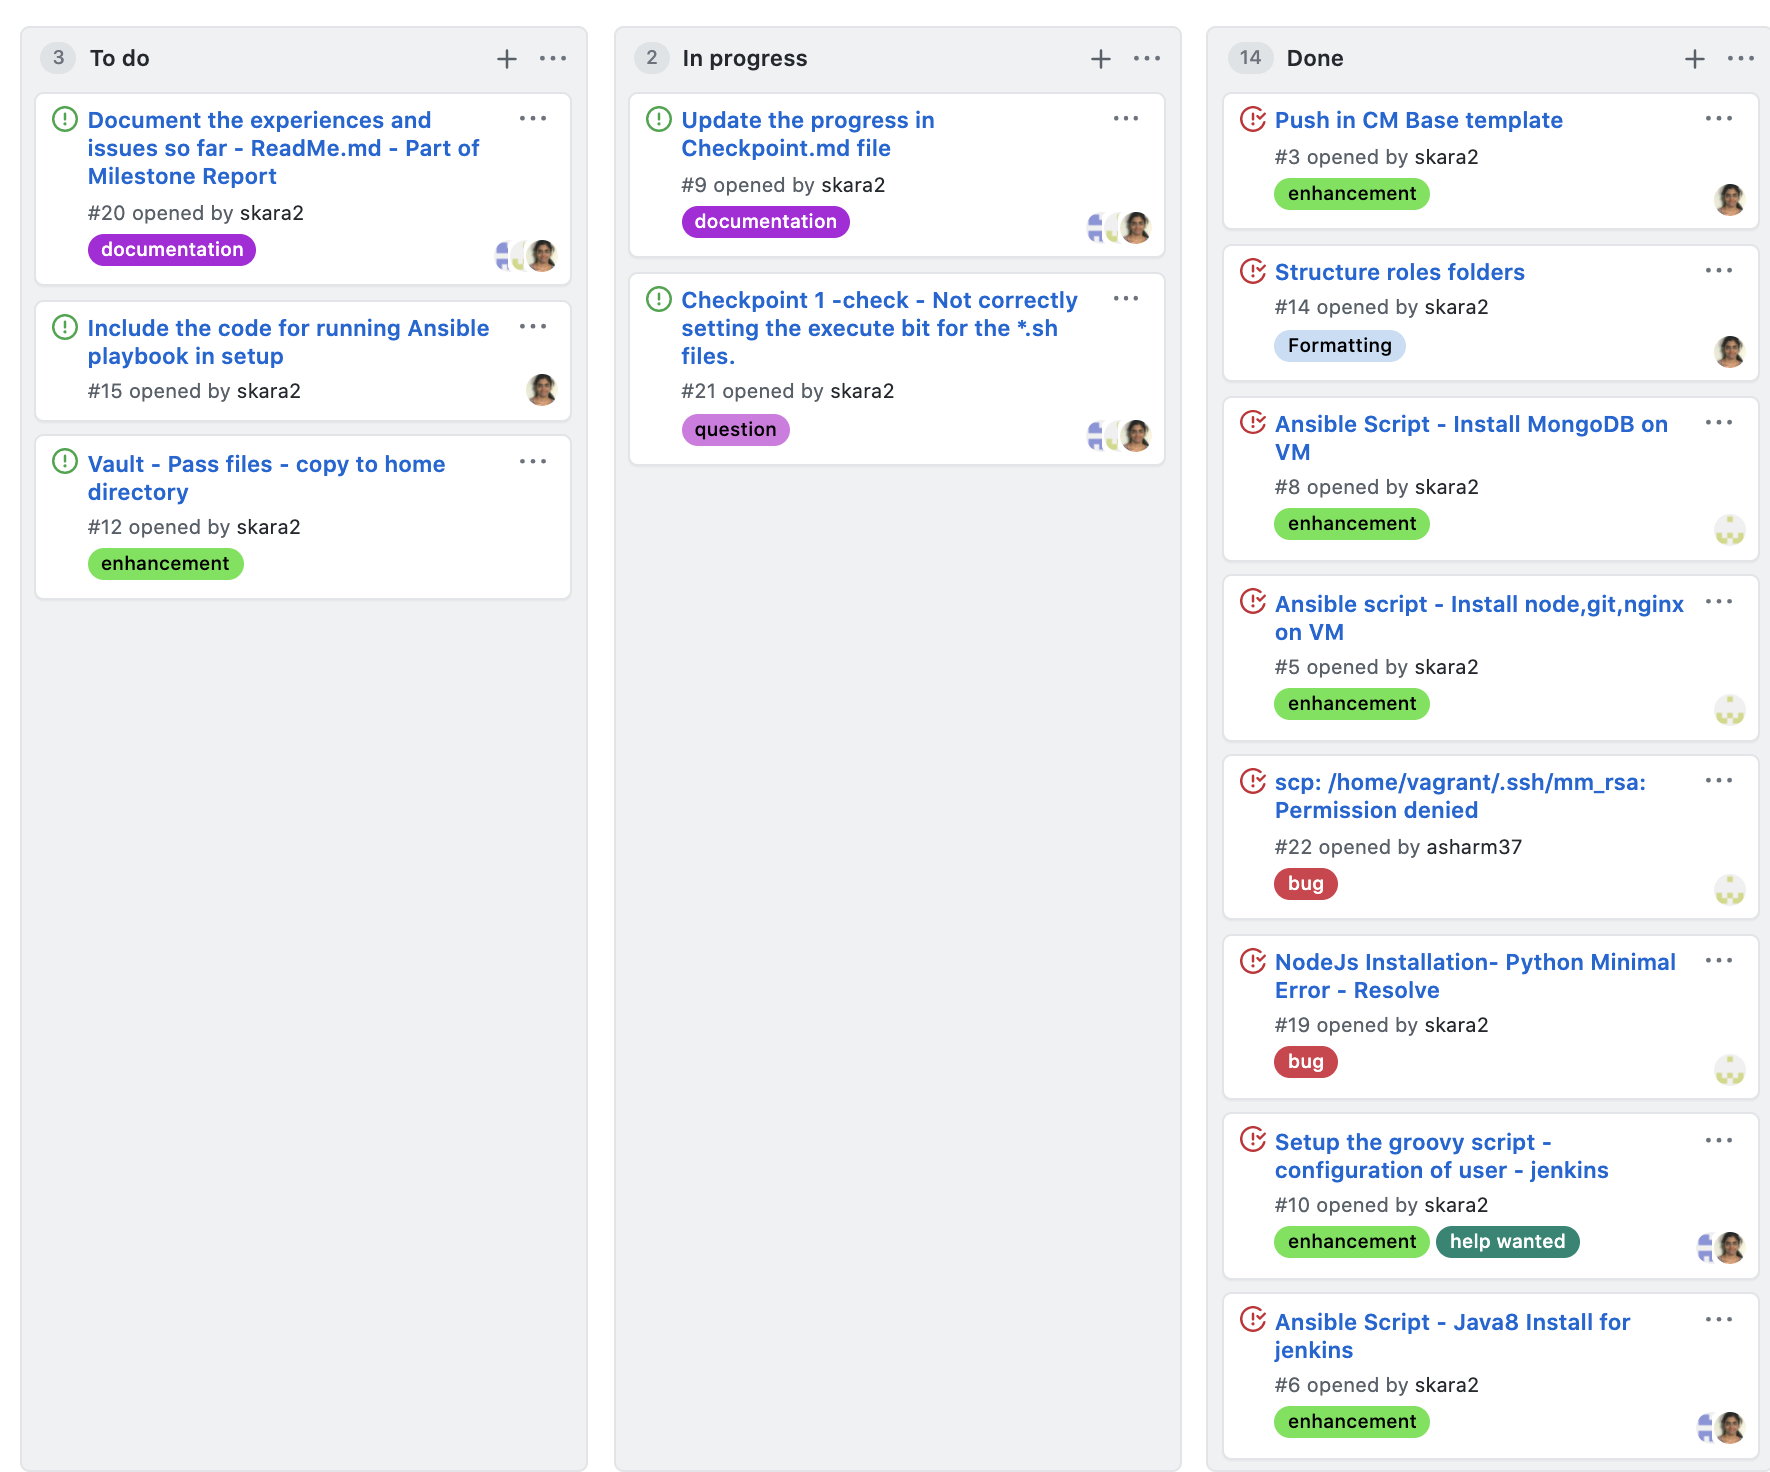 3 To do
Document the experiences and
issues so far - ReadMe.md - Part of
Milestone Report
#20 opened by skara2
documentation
Include the code for running Ansible
playbook in setup
#15 opened by skara2
Vault - Pass files - copy to home
directory
#12 opened by skara2
enhancement
2 In progress
Update the progress in
Checkpoint.md file
#9 opened by skara2
documentation
Checkpoint 1 -check - Not correctly
setting the execute bit for the *.sh
files.
#21 opened by skara2
question
14 Done
Push in CM Base template
#3 opened by skara2
enhancement
Structure roles folders
#14 opened by skara2
Formatting
Ansible Script - Install MongoDB on
VM
#8 opened by skara2
enhancement
Ansible script - Install node,git,nginx
on VM
#5 opened by skara2
enhancement
scp: /home/vagrant/.ssh/mm_rsa:
Permission denied
#22 opened by asharm37
bug
NodeJs Installation- Python Minimal
Error - Resolve
#19 opened by skara2
bug
Setup the groovy script -
configuration of user - jenkins
#10 opened by skara2
enhancement help wanted
Ansible Script - Java8 Install for
jenkins
#6 opened by skara2
enhancement